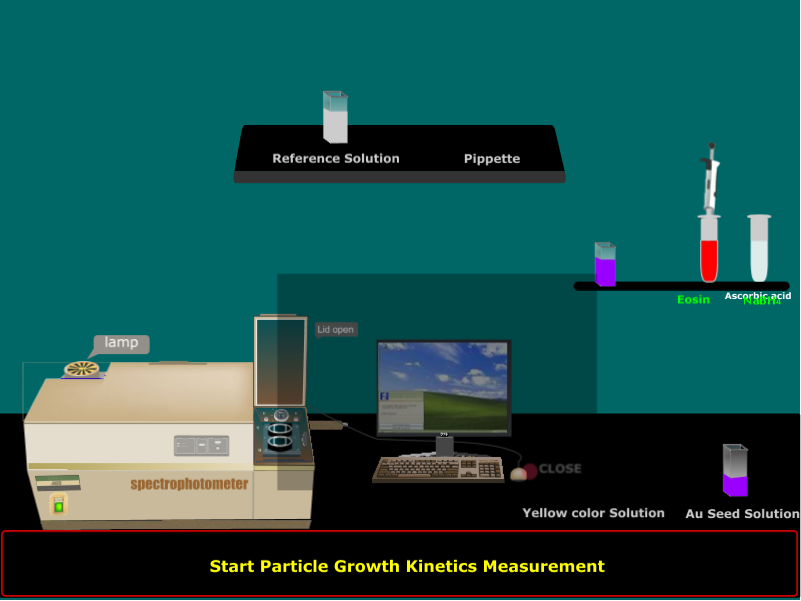 Reference Solution
Pippette
Eosin
Ascorbic acid
Lid open
lamp
CLOSE
spectrophotometer
Yellow color Solution
Au Seed Solution
Start Particle Growth Kinetics Measurement